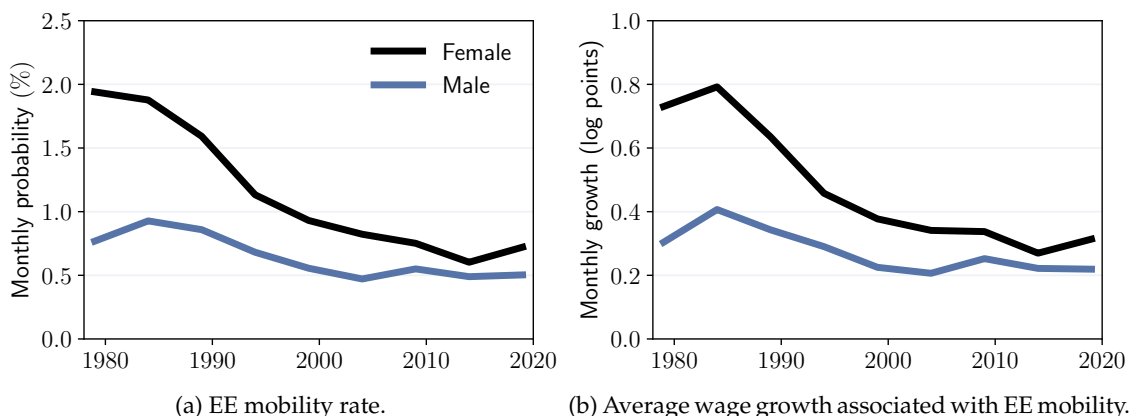 2.5
2.0
1.5
1.0
0.5
0.0
Monthly probability (%)
1980 1990 2000 2010 2020
Female
Male
(a) EE mobility rate.
1.0
0.8
0.6
0.4
0.2
0.0
Monthly growth (log points)
1980 1990 2000 2010 2020
(b) Average wage growth associated with EE mobility.